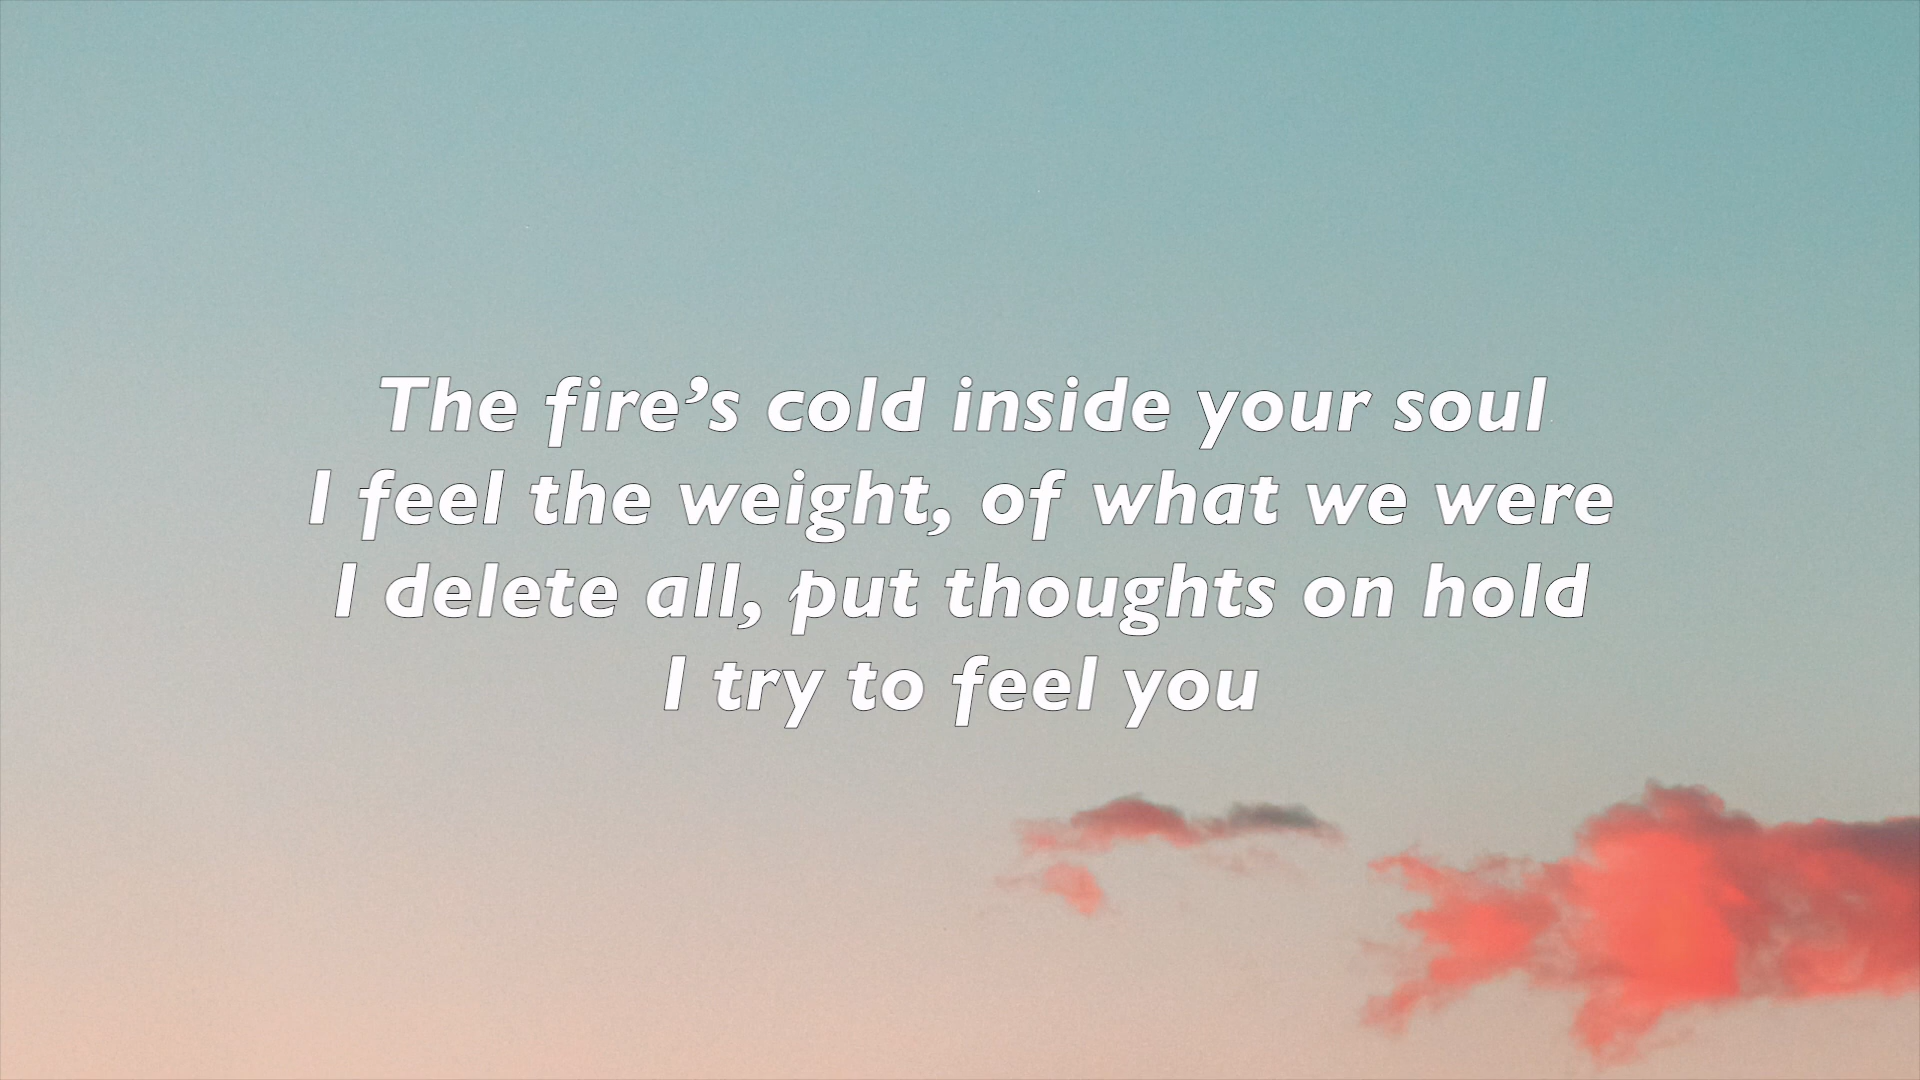 The fire’s cold inside your soul
I feel the weight, of what we were
I delete all, put thoughts on hold
I try to feel you